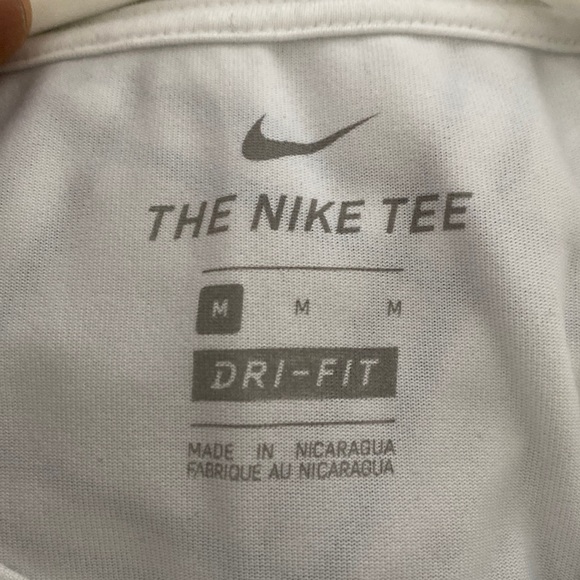 THE NIKE TEE
M M M
DRI-FIT
MADE IN NICARAGUA
FABRIQUE AU NICARAGUA